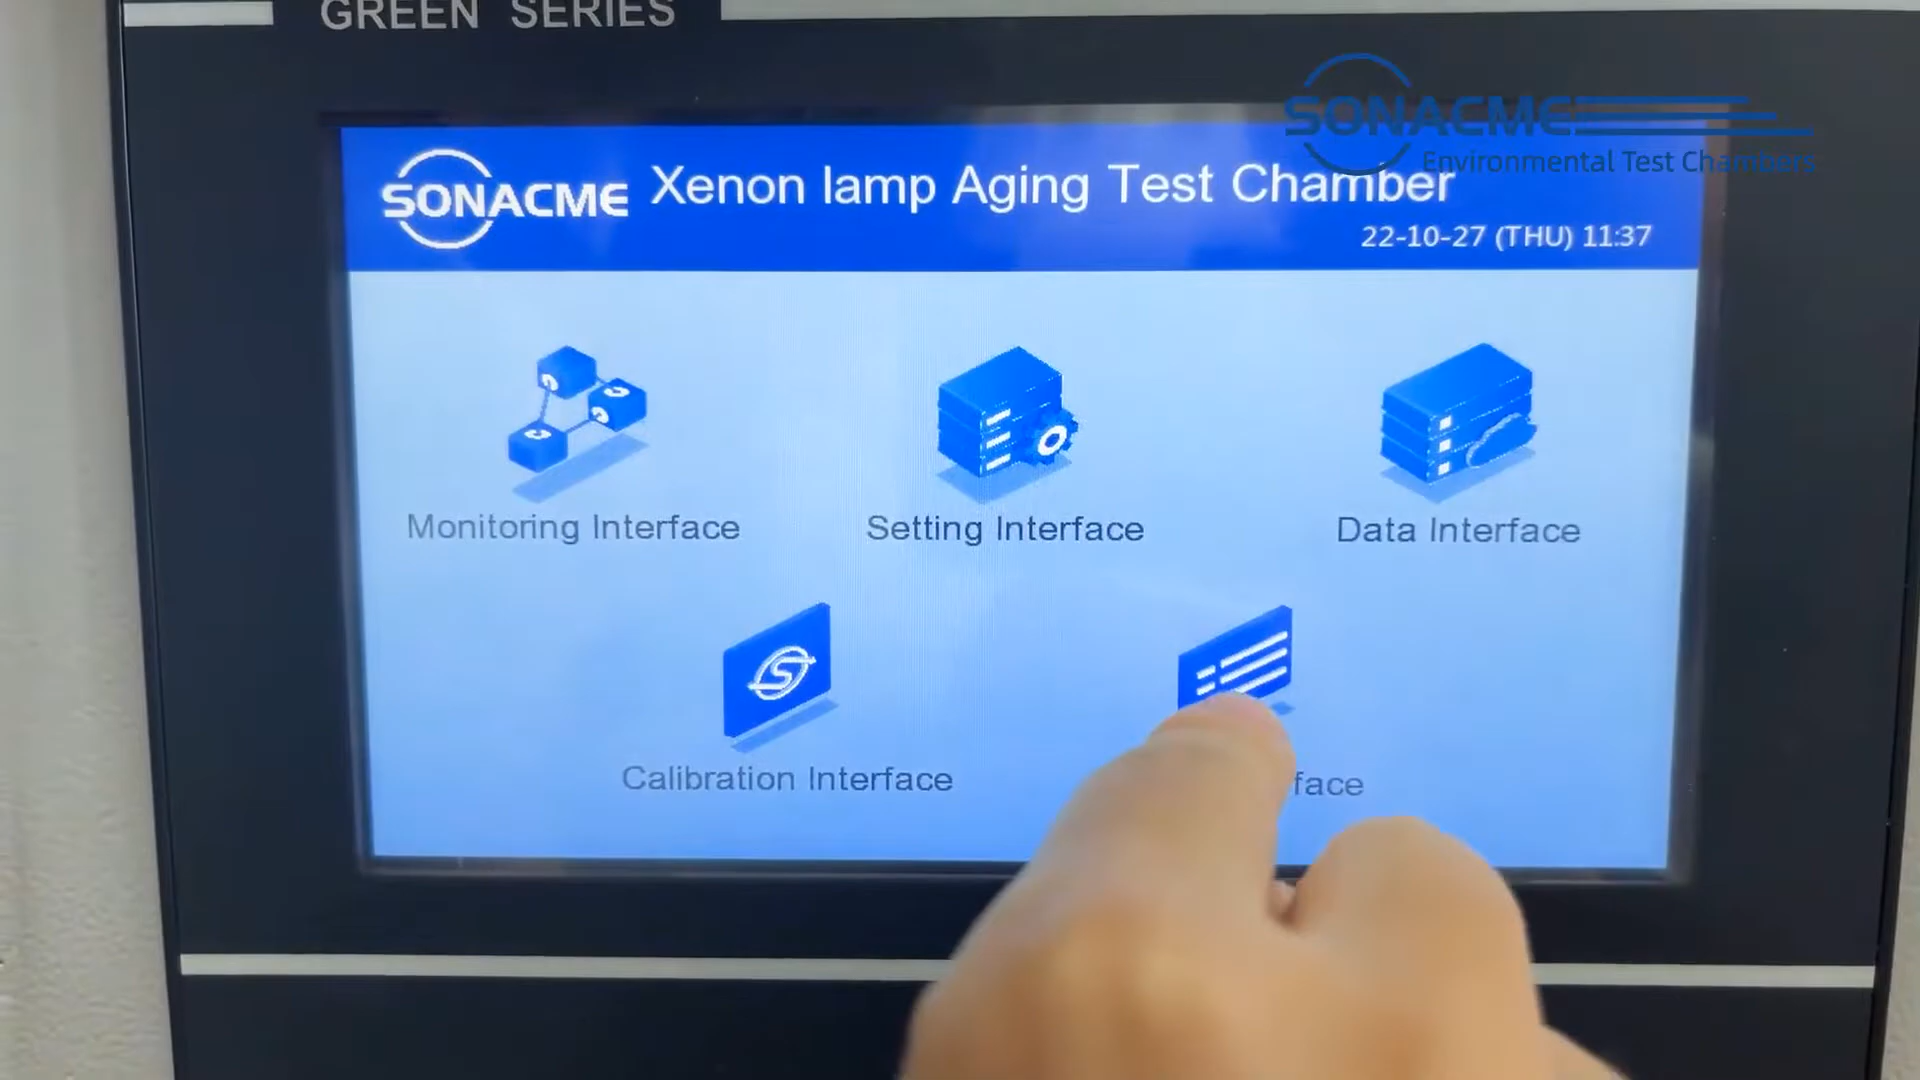 GREEN SERIES
SONACME
Environmental Test Chambers
SONACME
Xenon lamp Aging Test Chamber
22-10-27 (THU) 11:37
Monitoring Interface
Setting Interface
Data Interface
Calibration Interface